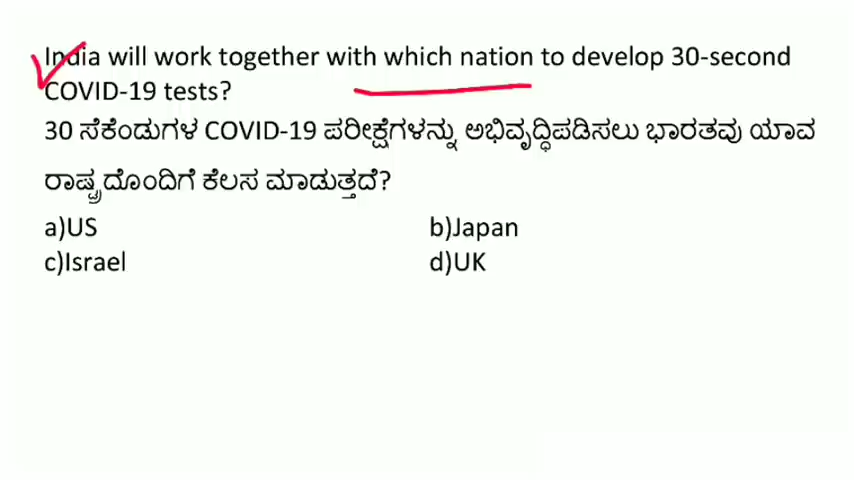 India will work together with which nation to develop 30-second
COVID-19 tests?
30 ಸೆಕೆಂಡುಗಳ COVID-19 ಪರೀಕ್ಷೆಗಳನ್ನು ಅಭಿವೃದ್ಧಿಪಡಿಸಲು ಭಾರತವು ಯಾವ
ರಾಷ್ಟ್ರದೊಂದಿಗೆ ಕೆಲಸ ಮಾಡುತ್ತದೆ?
a)US b)Japan
c)Israel d)UK